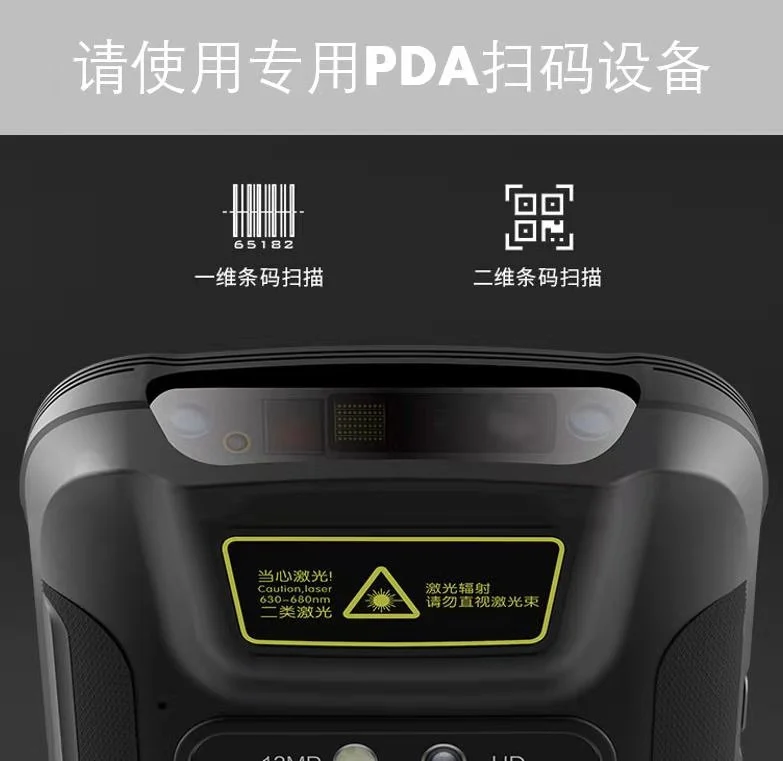 请使用专用PDA扫码设备
65182
一维条码扫描
二维条码扫描
当心激光!
Caution,laser
630-680nm
二类激光
激光辐射
请勿直视激光束
13MP
HD